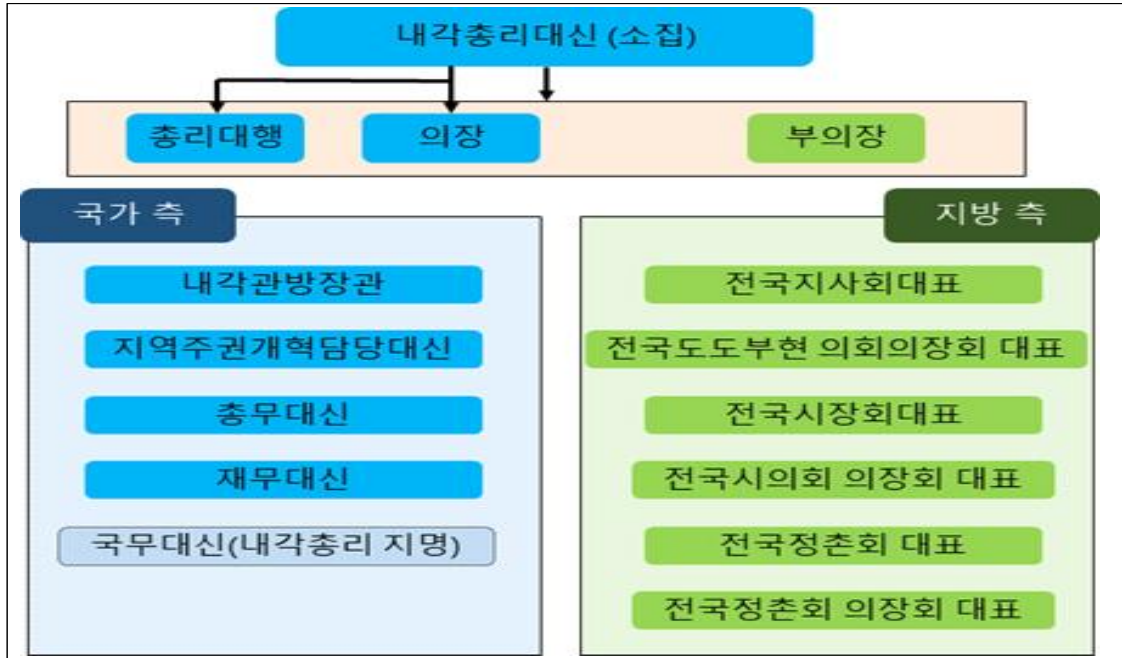 내각총리대신 (소집)
총리대행
의장
부의장
국가 측
내각관방장관
지역주권개혁담당대신
총무대신
재무대신
국무대신(내각총리 지명)
지방 측
전국지사회대표
전국도도부현 의회의장회 대표
전국시장회대표
전국시의회 의장회 대표
전국정촌회 대표
전국정촌회 의장회 대표